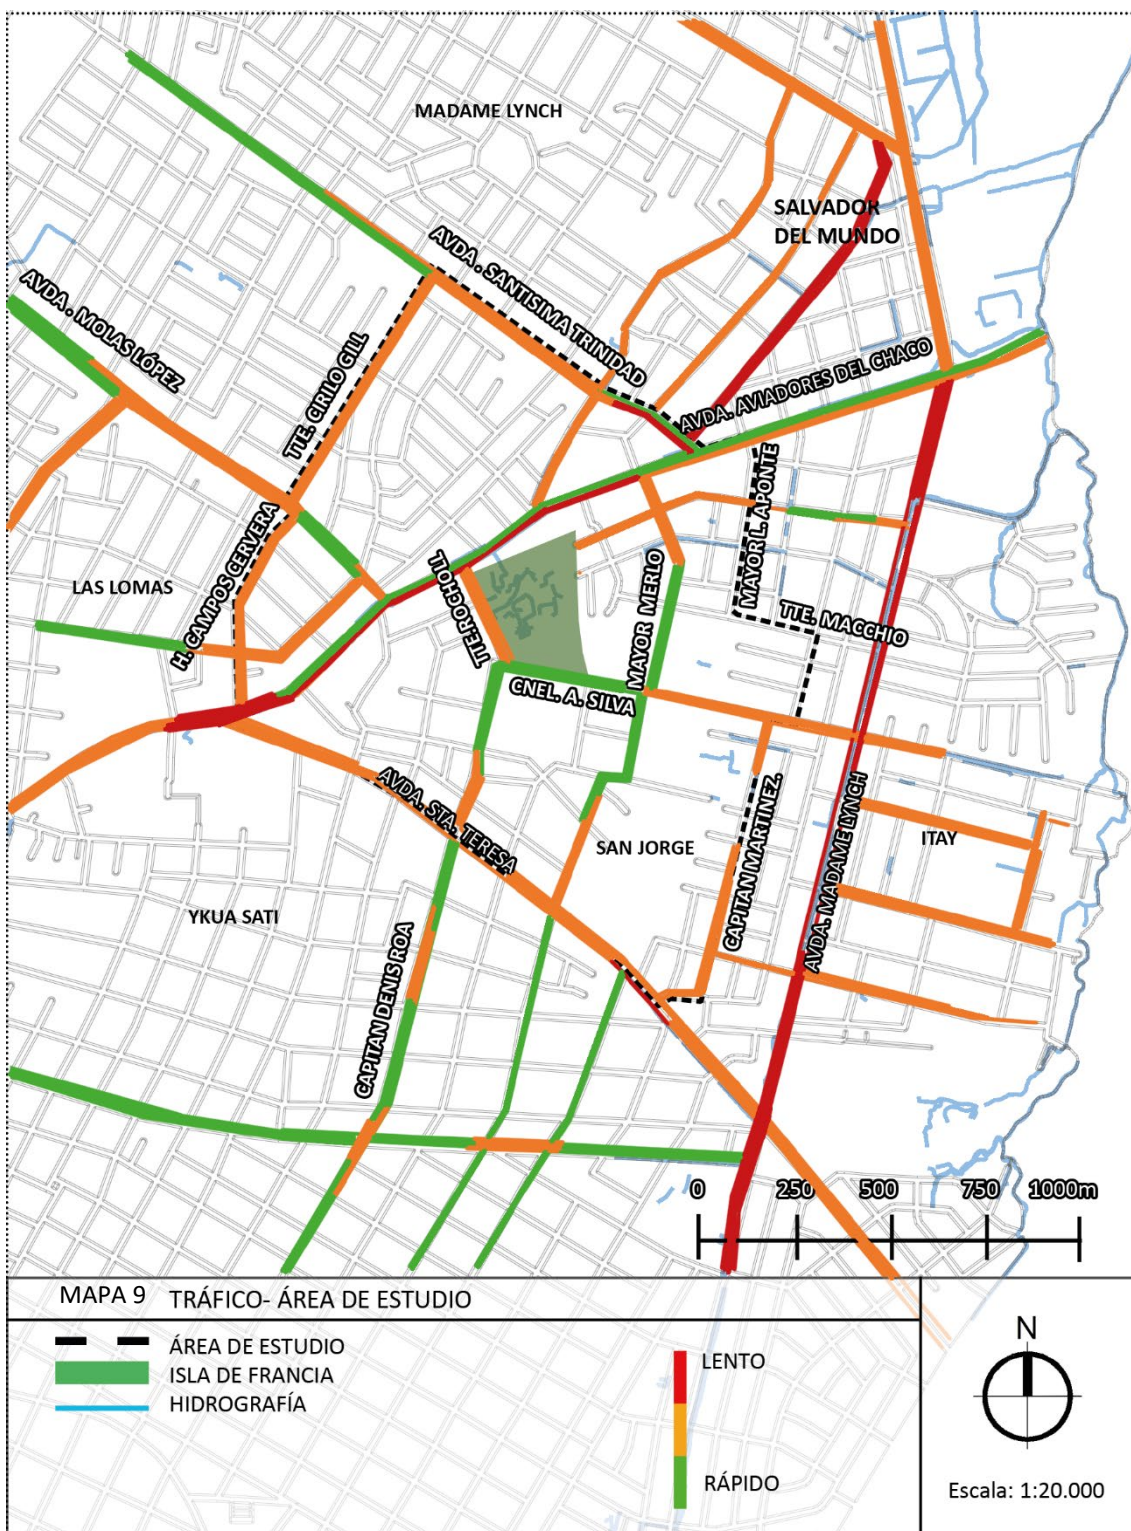 MADAME LYNCH
SALVADOR
DEL MUNDO
AVDA . SANTISIMA TRINIDAD
AVDA . MOLAS LÓPEZ
TTE. CIRILO GILL
AVDA. AVIADORES DEL CHACO
MAYOR L. APONTE
H. CAMPOS CERVERA
LAS LOMAS
TTE.ROCHOLL
MAYOR MERLO
TTE. MACCHIO
CNEL. A. SILVA
AVDA. STA. TERESA
SAN JORGE
CAPITAN MARTINEZ.
AVDA. MADAME LYNCH
ITAY
YKUA SATI
CAPITAN DENIS ROA
0 250 500 750 1000m
MAPA 9 TRÁFICO- ÁREA DE ESTUDIO
ÁREA DE ESTUDIO
ISLA DE FRANCIA
HIDROGRAFÍA
LENTO
RÁPIDO
N
Escala: 1:20.000